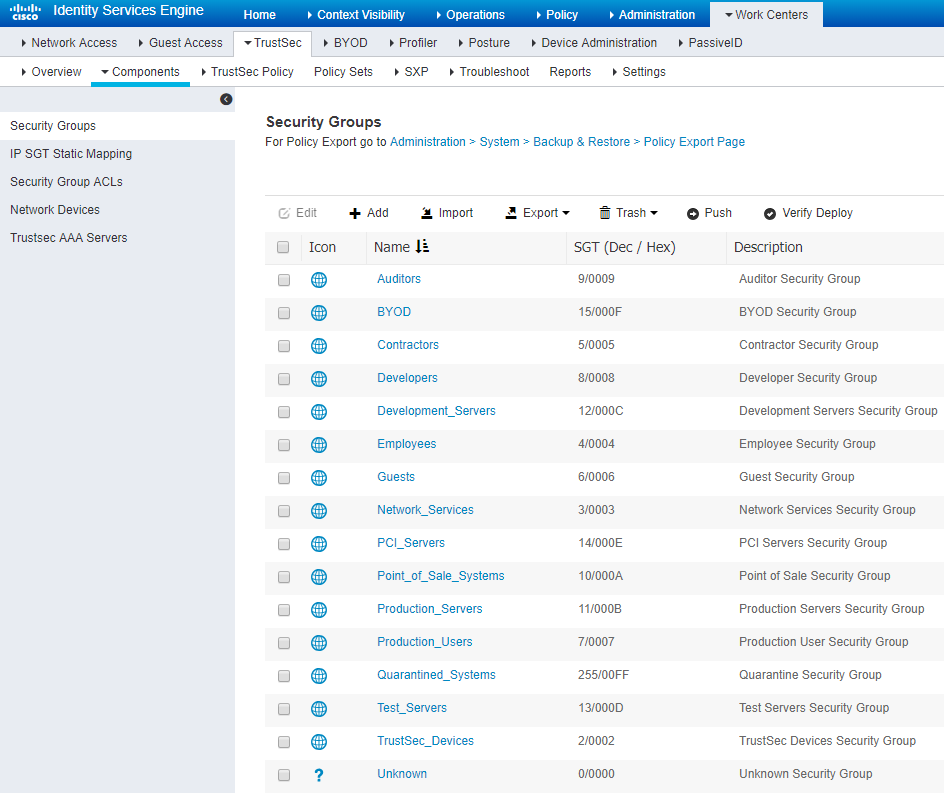 CISCO Identity Services Engine Home Context Visibility Operations Policy Administration Work Centers
Network Access Guest Access TrustSec BYOD Profiler Posture Device Administration PassiveID
Overview Components TrustSec Policy Policy Sets SXP Troubleshoot Reports Settings
Security Groups
IP SGT Static Mapping
Security Group ACLs
Network Devices
Trustsec AAA Servers
Security Groups
For Policy Export go to Administration > System > Backup & Restore > Policy Export Page
Edit Add Import Export Trash Push Verify Deploy
Icon Name SGT (Dec / Hex) Description
Auditors 9/0009 Auditor Security Group
BYOD 15/000F BYOD Security Group
Contractors 5/0005 Contractor Security Group
Developers 8/0008 Developer Security Group
Development_Servers 12/000C Development Servers Security Group
Employees 4/0004 Employee Security Group
Guests 6/0006 Guest Security Group
Network_Services 3/0003 Network Services Security Group
PCI_Servers 14/000E PCI Servers Security Group
Point_of_Sale_Systems 10/000A Point of Sale Security Group
Production_Servers 11/000B Production Servers Security Group
Production_Users 7/0007 Production User Security Group
Quarantined_Systems 255/00FF Quarantine Security Group
Test_Servers 13/000D Test Servers Security Group
TrustSec_Devices 2/0002 TrustSec Devices Security Group
? Unknown 0/0000 Unknown Security Group